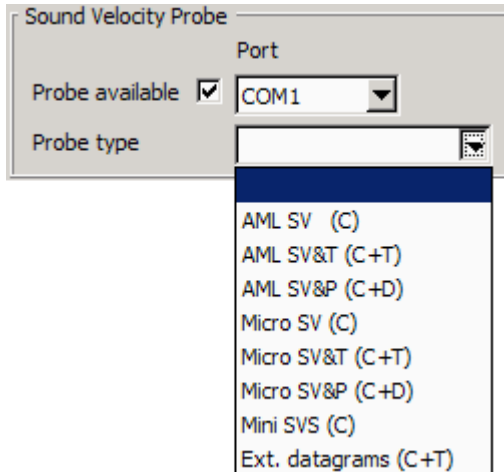 Sound Velocity Probe
Port
Probe available COM1
Probe type
AML SV (C)
AML SV&T (C+T)
AML SV&P (C+D)
Micro SV (C)
Micro SV&T (C+T)
Micro SV&P (C+D)
Mini SVS (C)
Ext. datagrams (C+T)